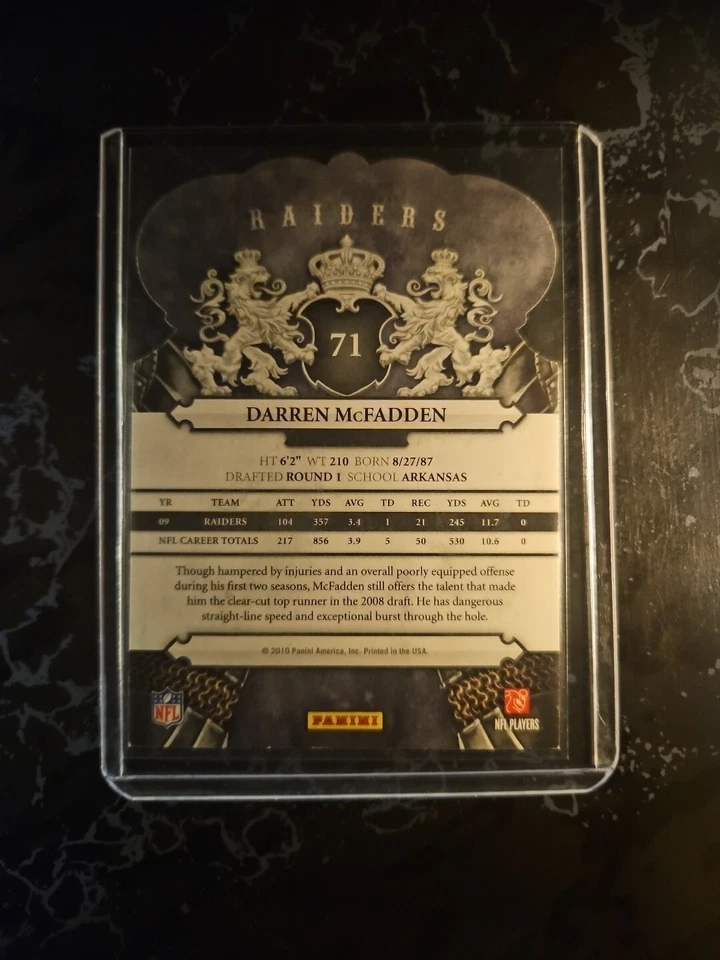 RAIDERS
71
DARREN McFADDEN
HT 6'2" WT 210 BORN 8/27/87
DRAFTED ROUND 1 SCHOOL ARKANSAS
YR TEAM ATT YDS AVG TD REC YDS AVG TD
09 RAIDERS 104 357 3.4 1 21 245 11.7 0
NFL CAREER TOTALS 217 856 3.9 5 50 530 10.6 0
Though hampered by injuries and an overall poorly equipped offense
during his first two seasons, McFadden still offers the talent that made
him the clear-cut top runner in the 2008 draft. He has dangerous
straight-line speed and exceptional burst through the hole.
© 2010 Panini America, Inc. Printed in the USA.
NFL
PANINI
NFL PLAYERS